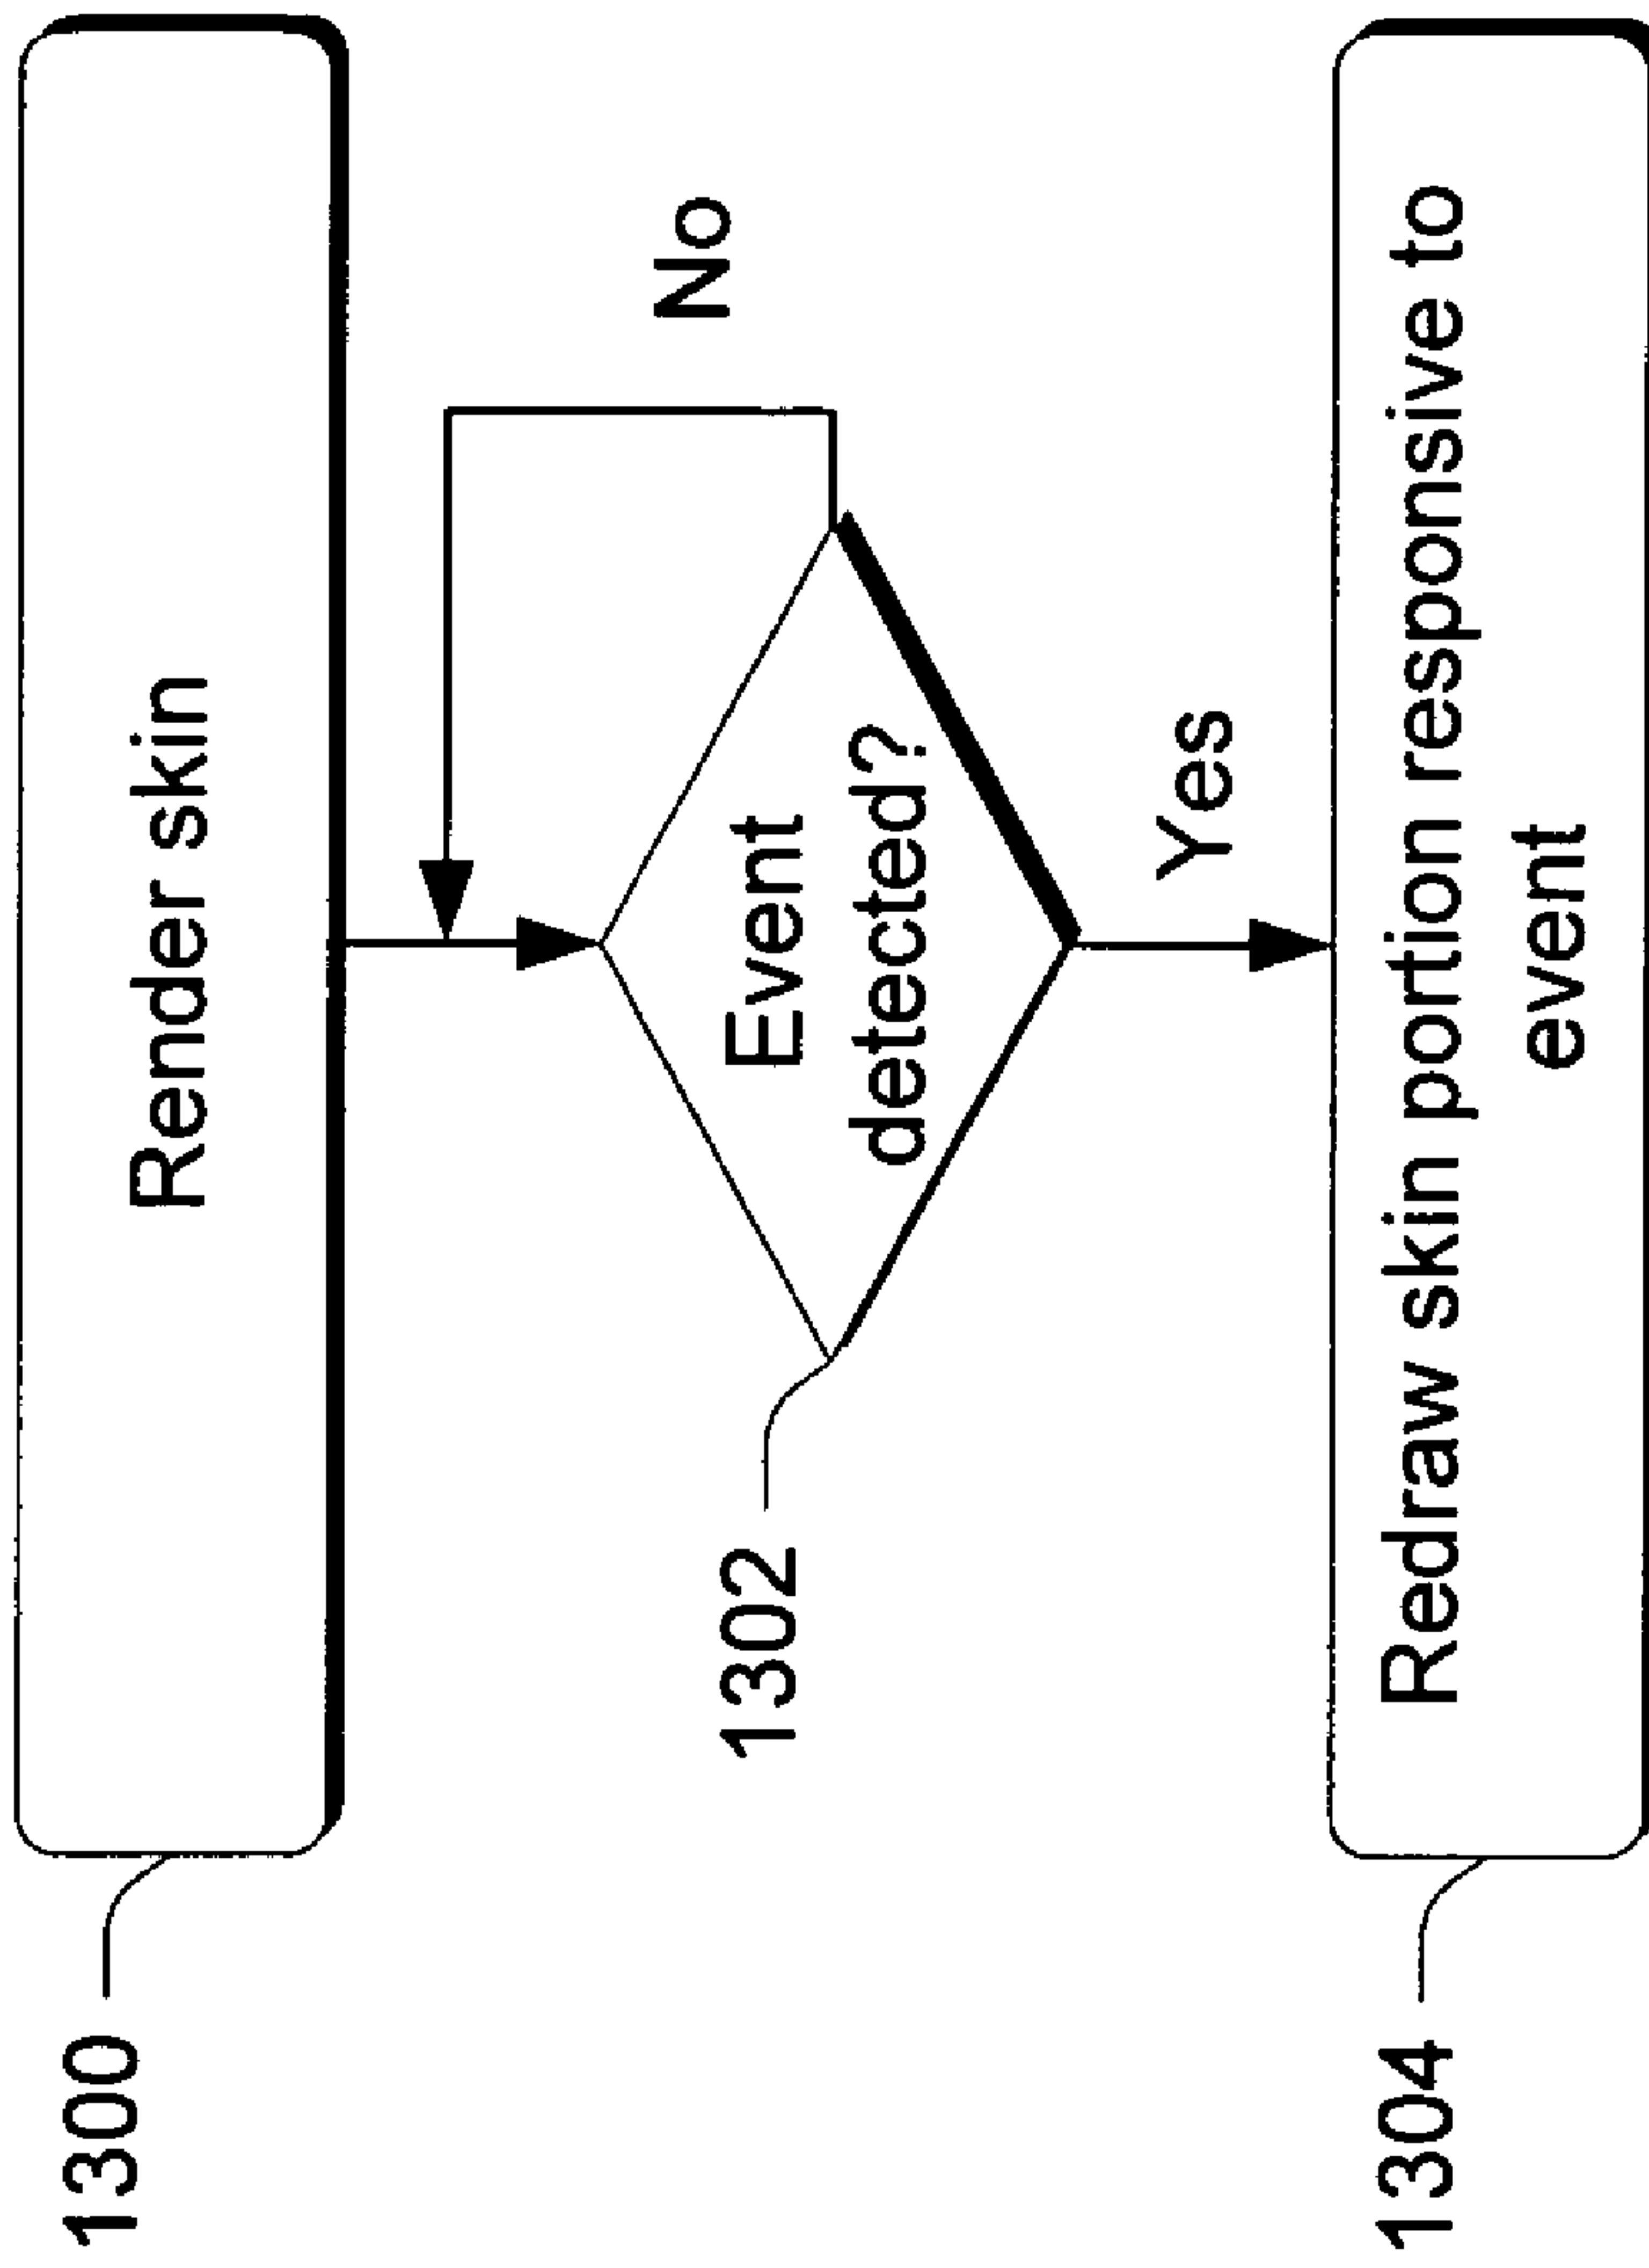 1300
Render skin
No
1302
Event
detected?
Yes
1304
Redraw skin portion responsive to
event